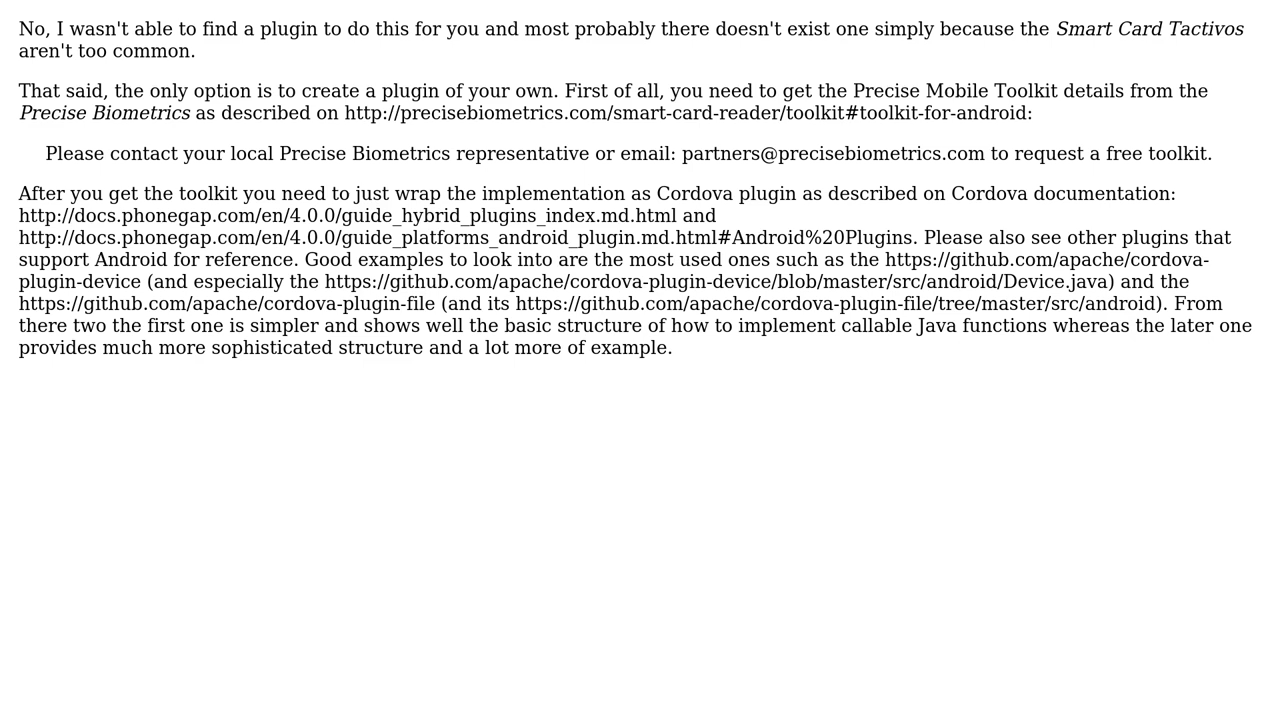 No, I wasn't able to find a plugin to do this for you and most probably there doesn't exist one simply because the Smart Card Tactivos
aren't too common.
That said, the only option is to create a plugin of your own. First of all, you need to get the Precise Mobile Toolkit details from the
Precise Biometrics as described on http://precisebiometrics.com/smart-card-reader/toolkit#toolkit-for-android:
Please contact your local Precise Biometrics representative or email: partners@precisebiometrics.com to request a free toolkit.
After you get the toolkit you need to just wrap the implementation as Cordova plugin as described on Cordova documentation:
http://docs.phonegap.com/en/4.0.0/guide_hybrid_plugins_index.md.html and
http://docs.phonegap.com/en/4.0.0/guide_platforms_android_plugin.md.html#Android%20Plugins. Please also see other plugins that
support Android for reference. Good examples to look into are the most used ones such as the https://github.com/apache/cordova-
plugin-device (and especially the https://github.com/apache/cordova-plugin-device/blob/master/src/android/Device.java) and the
https://github.com/apache/cordova-plugin-file (and its https://github.com/apache/cordova-plugin-file/tree/master/src/android). From
there two the first one is simpler and shows well the basic structure of how to implement callable Java functions whereas the later one
provides much more sophisticated structure and a lot more of example.